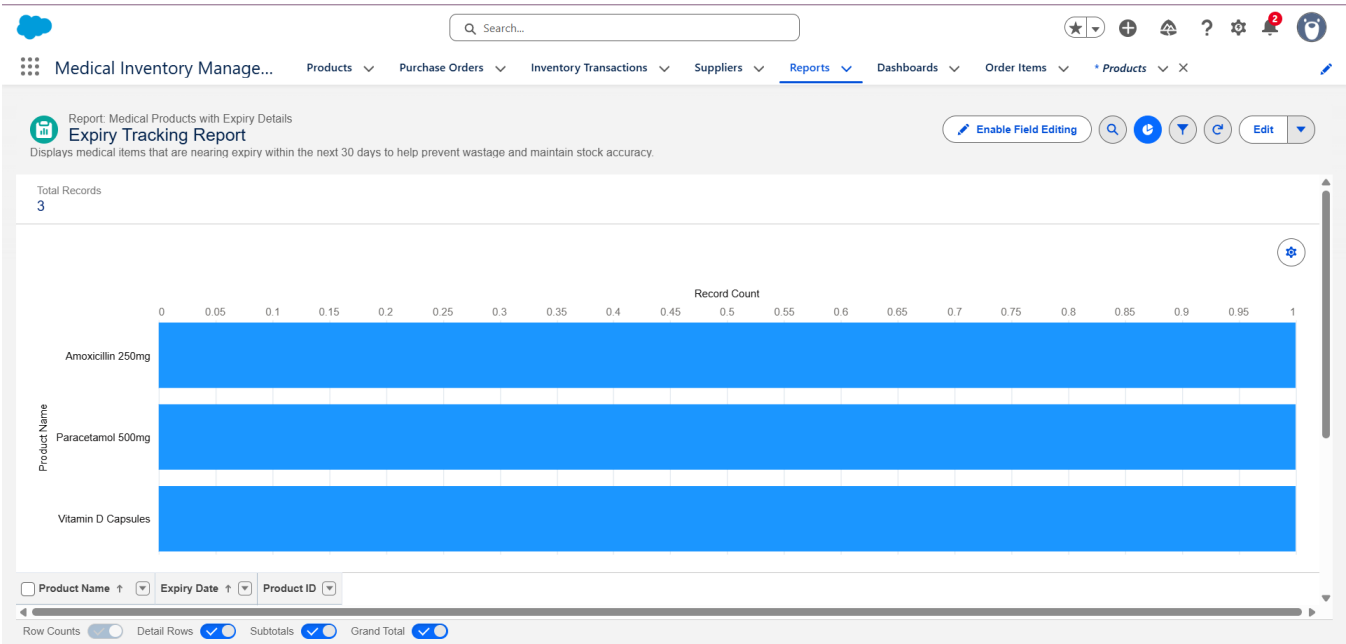 Search...
2
Medical Inventory Manage...
Products
Purchase Orders
Inventory Transactions
Suppliers
Reports
Dashboards
Order Items
* Products
Report: Medical Products with Expiry Details
Expiry Tracking Report
Displays medical items that are nearing expiry within the next 30 days to help prevent wastage and maintain stock accuracy.
Enable Field Editing
Edit
Total Records
3
Record Count
0 0.05 0.1 0.15 0.2 0.25 0.3 0.35 0.4 0.45 0.5 0.55 0.6 0.65 0.7 0.75 0.8 0.85 0.9 0.95 1
Product Name
Amoxicillin 250mg
Paracetamol 500mg
Vitamin D Capsules
Product Name ↑ Expiry Date ↑ Product ID
Row Counts Detail Rows Subtotals Grand Total